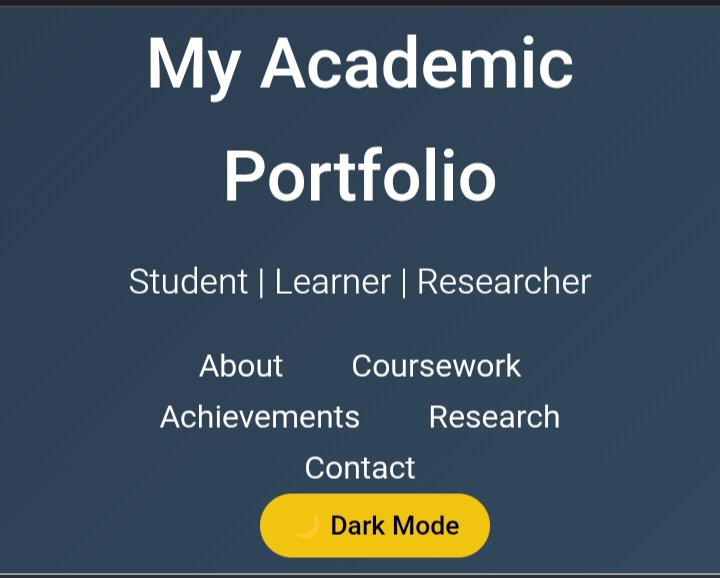 My Academic
Portfolio
Student | Learner | Researcher
About Coursework
Achievements Research
Contact
🌙 Dark Mode